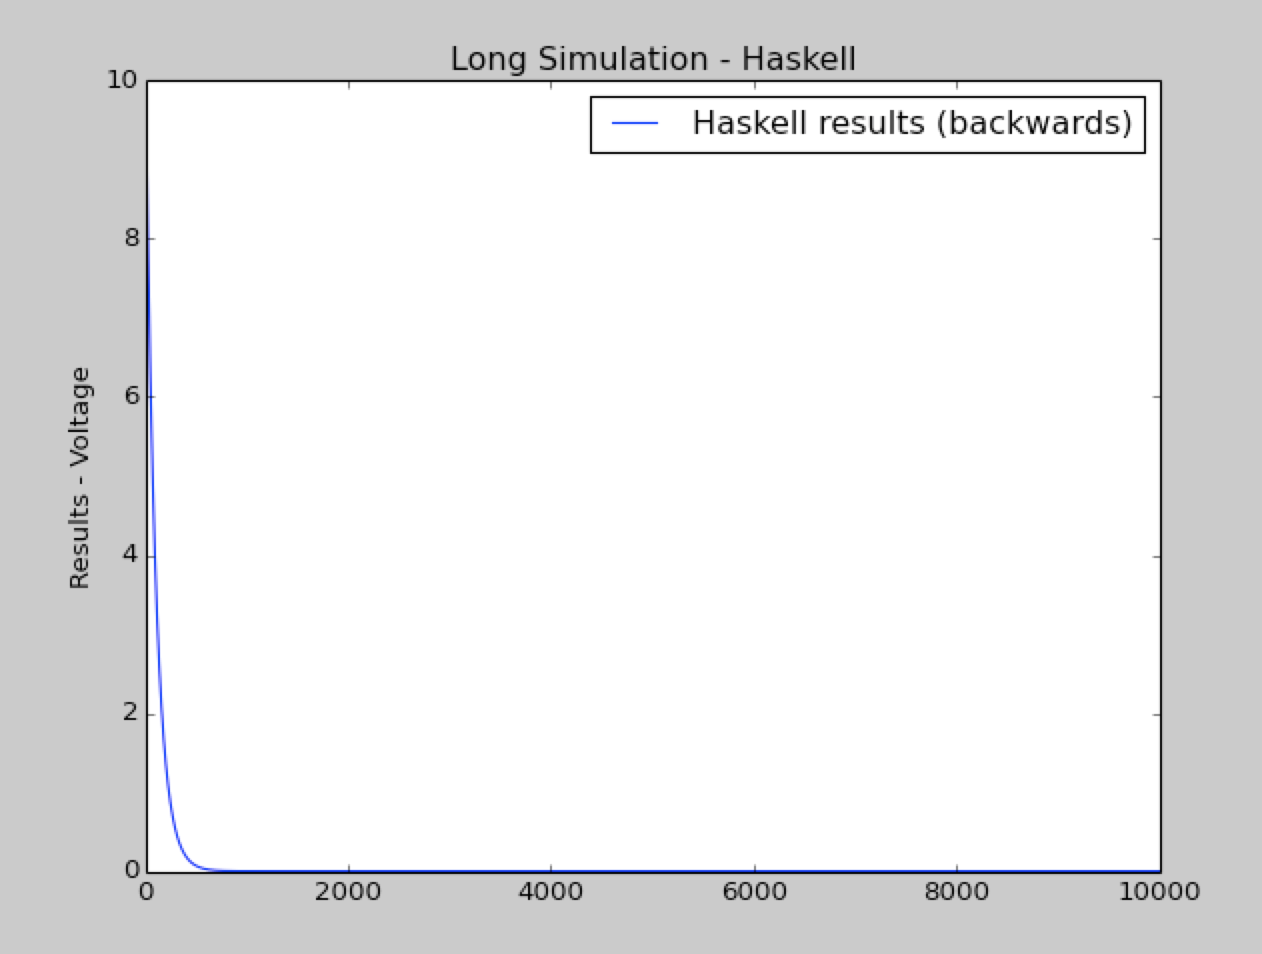 Long Simulation - Haskell
Haskell results (backwards)
Results - Voltage
10
8
6
4
2
0
0 2000 4000 6000 8000 10000